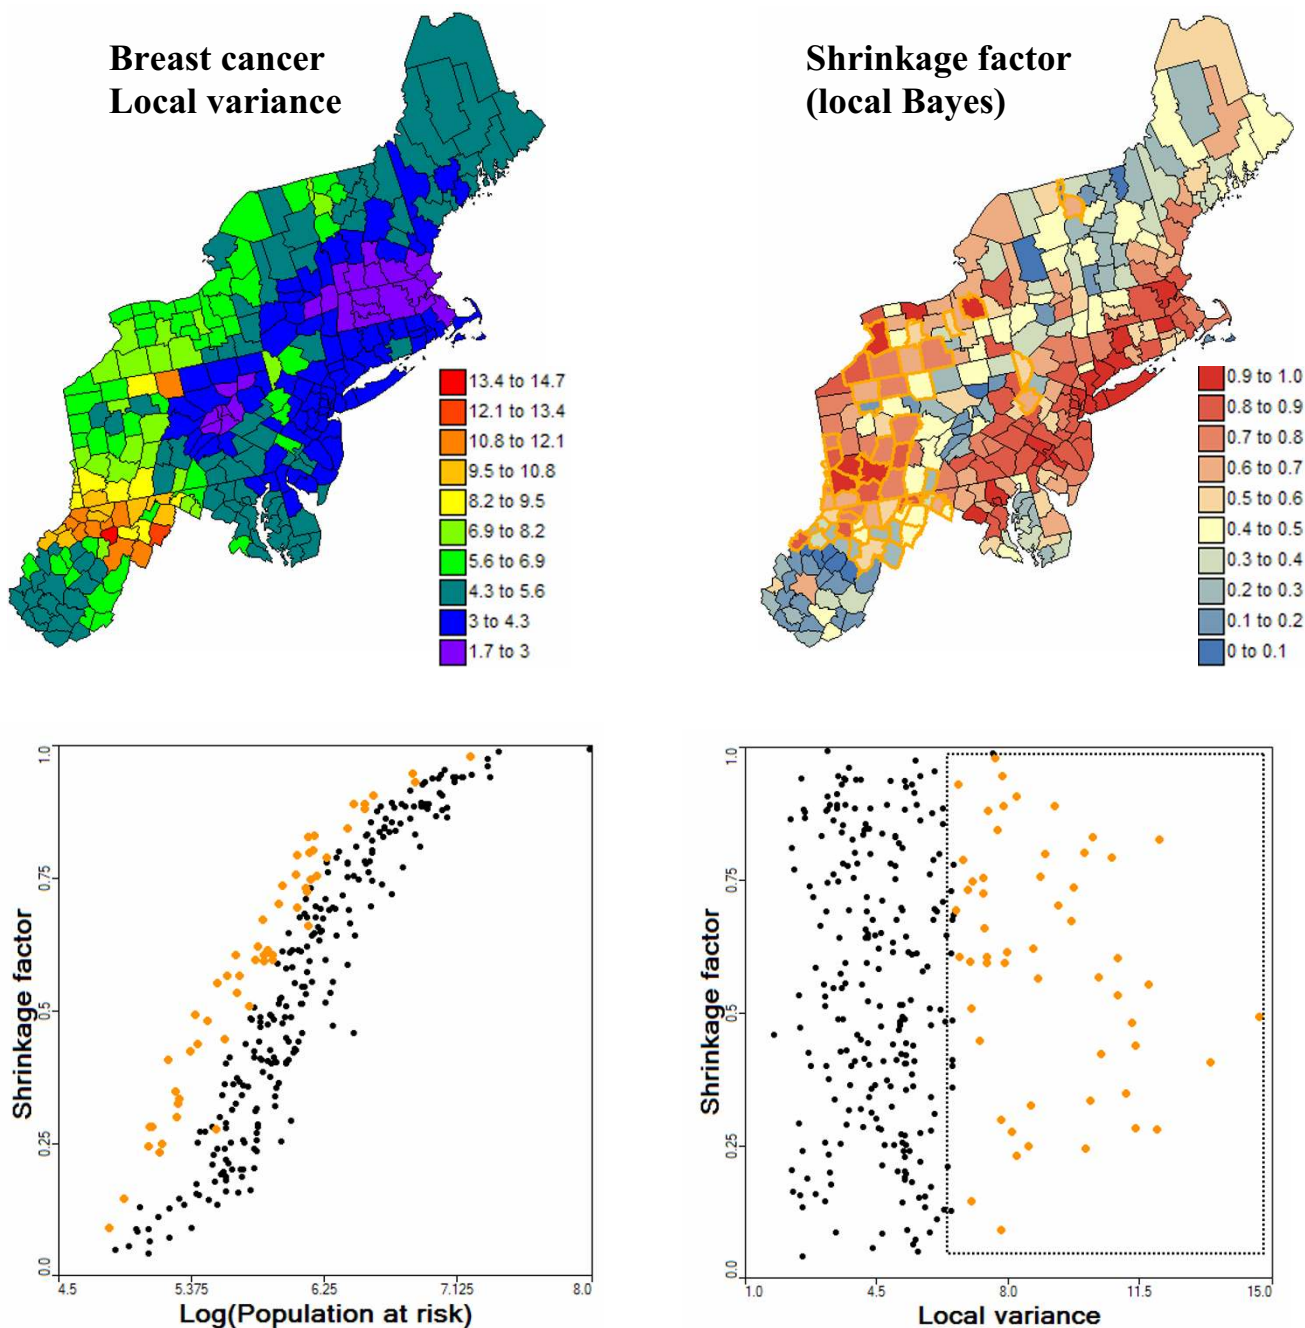 Breast cancer
Local variance
13.4 to 14.7
12.1 to 13.4
10.8 to 12.1
9.5 to 10.8
8.2 to 9.5
6.9 to 8.2
5.6 to 6.9
4.3 to 5.6
3 to 4.3
1.7 to 3
Shrinkage factor
(local Bayes)
0.9 to 1.0
0.8 to 0.9
0.7 to 0.8
0.6 to 0.7
0.5 to 0.6
0.4 to 0.5
0.3 to 0.4
0.2 to 0.3
0.1 to 0.2
0 to 0.1
Shrinkage factor
1.0
0.75
0.5
0.25
0.0
4.5 5.375 6.25 7.125 8.0
Log(Population at risk)
Shrinkage factor
1.0
0.75
0.5
0.25
0.0
1.0 4.5 8.0 11.5 15.0
Local variance